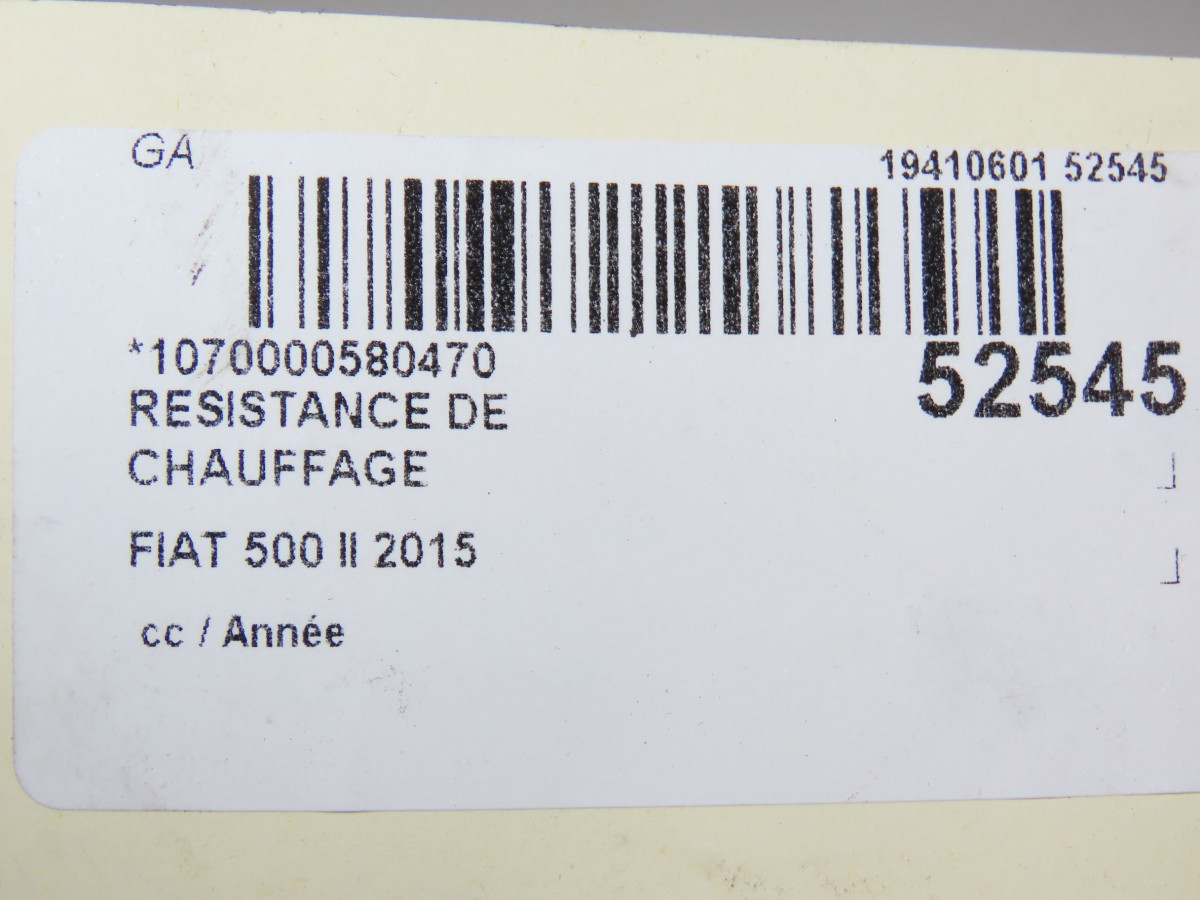 GA
19410601 52545
*1070000580470
52545
RESISTANCE DE
CHAUFFAGE
FIAT 500 II 2015
cc / Année